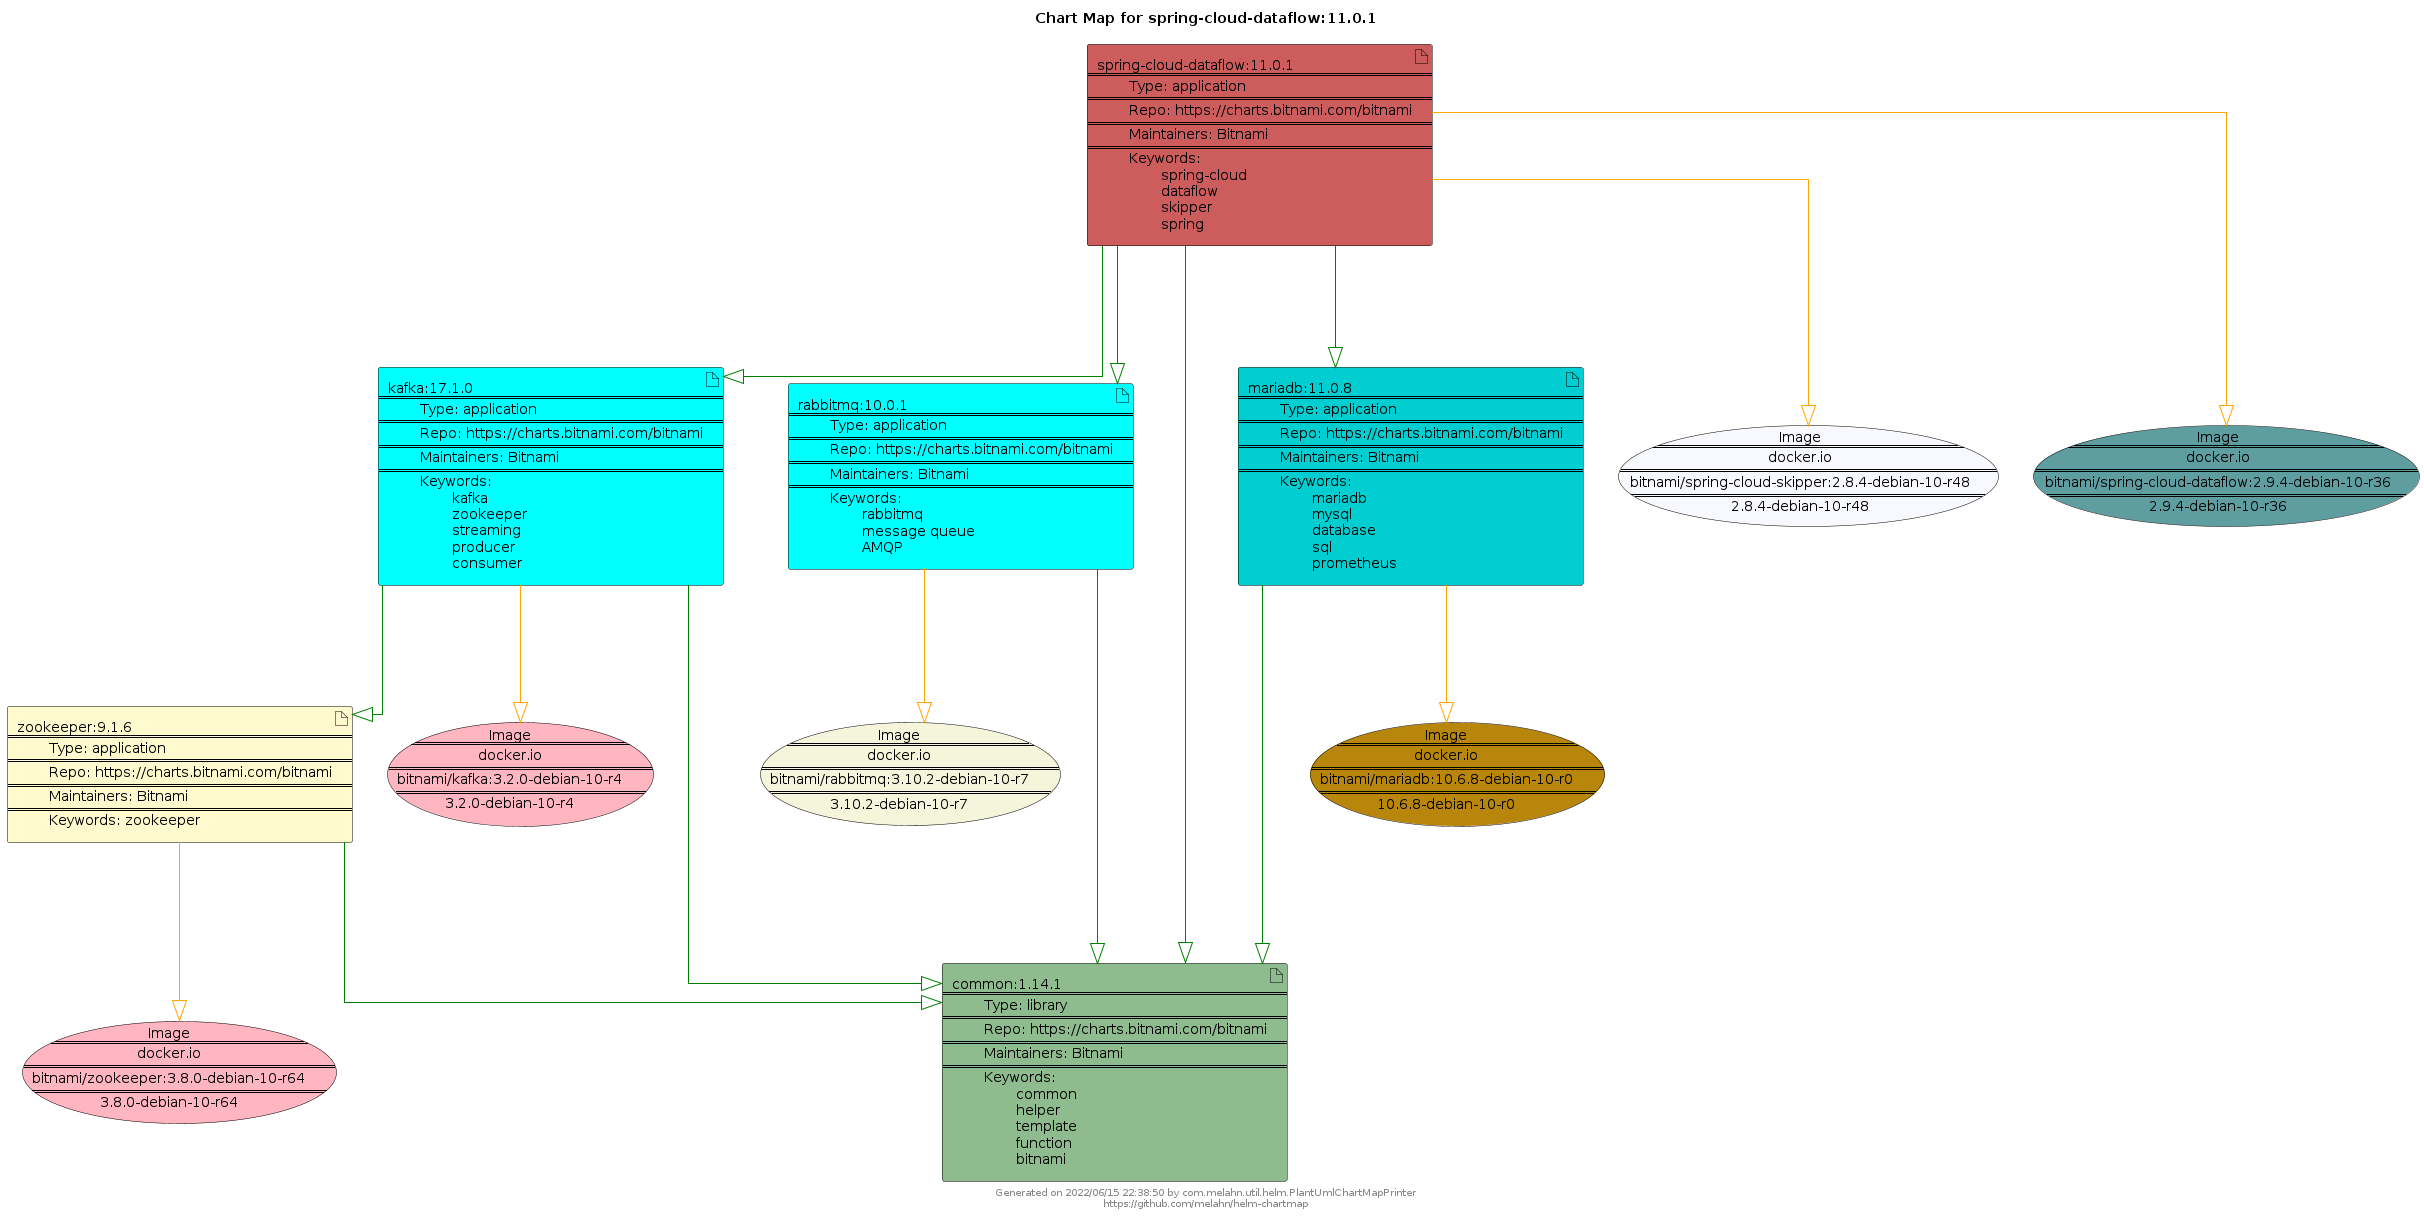 Chart Map for spring-cloud-dataflow:11.0.1
spring-cloud-dataflow:11.0.1
Type: application
Repo: https://charts.bitnami.com/bitnami
Maintainers: Bitnami
Keywords:
spring-cloud
dataflow
skipper
spring
kafka:17.1.0
Type: application
Repo: https://charts.bitnami.com/bitnami
Maintainers: Bitnami
Keywords:
kafka
zookeeper
streaming
producer
consumer
rabbitmq:10.0.1
Type: application
Repo: https://charts.bitnami.com/bitnami
Maintainers: Bitnami
Keywords:
rabbitmq
message queue
AMQP
mariadb:11.0.8
Type: application
Repo: https://charts.bitnami.com/bitnami
Maintainers: Bitnami
Keywords:
mariadb
mysql
database
sql
prometheus
Image
docker.io
bitnami/spring-cloud-skipper:2.8.4-debian-10-r48
2.8.4-debian-10-r48
Image
docker.io
bitnami/spring-cloud-dataflow:2.9.4-debian-10-r36
2.9.4-debian-10-r36
zookeeper:9.1.6
Type: application
Repo: https://charts.bitnami.com/bitnami
Maintainers: Bitnami
Keywords: zookeeper
Image
docker.io
bitnami/kafka:3.2.0-debian-10-r4
3.2.0-debian-10-r4
Image
docker.io
bitnami/rabbitmq:3.10.2-debian-10-r7
3.10.2-debian-10-r7
Image
docker.io
bitnami/mariadb:10.6.8-debian-10-r0
10.6.8-debian-10-r0
Image
docker.io
bitnami/zookeeper:3.8.0-debian-10-r64
3.8.0-debian-10-r64
common:1.14.1
Type: library
Repo: https://charts.bitnami.com/bitnami
Maintainers: Bitnami
Keywords:
common
helper
template
function
bitnami
Generated on 2022/06/15 22:38:50 by com.melahn.util.helm.PlantUmlChartMapPrinter
https://github.com/melahn/helm-chartmap